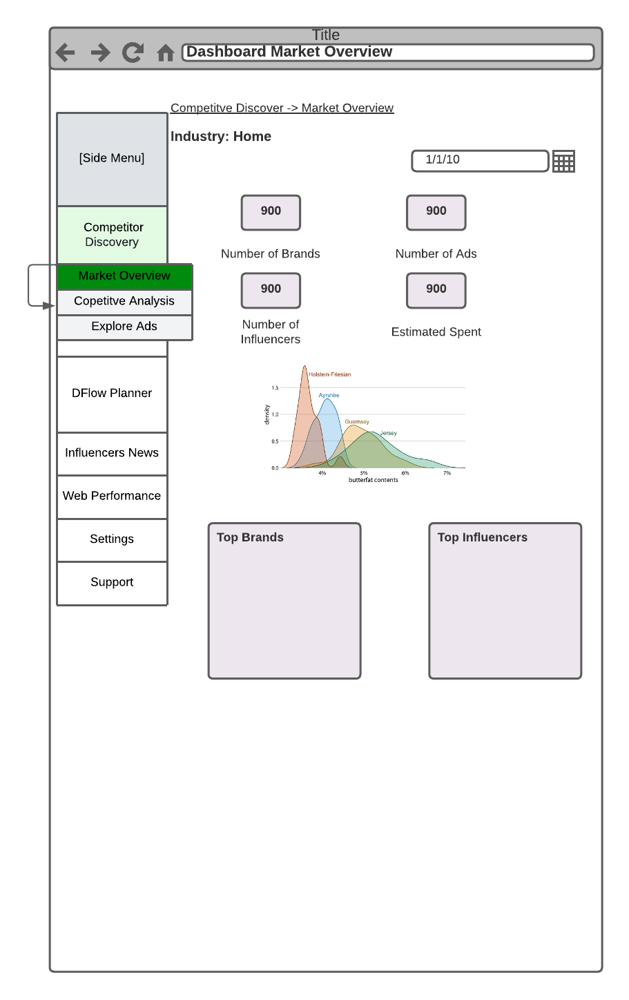 Title
Dashboard Market Overview
Competitve Discover -> Market Overview
Industry: Home
1/1/10
[Side Menu]
Competitor
Discovery
Market Overview
Copetitve Analysis
Explore Ads
DFlow Planner
Influencers News
Web Performance
Settings
Support
900
900
Number of Brands
Number of Ads
900
900
Number of
Influencers
Estimated Spent
Holstein-Friesian
Ayrshire
Guernsey
Jersey
density
1.5
1.0
0.5
0.0
4% 5% 6% 7%
butterfat contents
Top Brands
Top Influencers